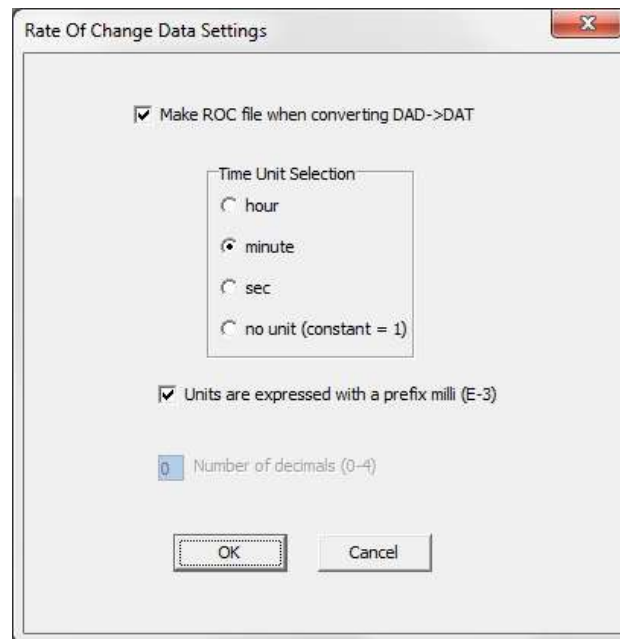 Rate Of Change Data Settings
Make ROC file when converting DAD->DAT
Time Unit Selection
hour
minute
sec
no unit (constant = 1)
Units are expressed with a prefix milli (E-3)
0 Number of decimals (0-4)
OK Cancel